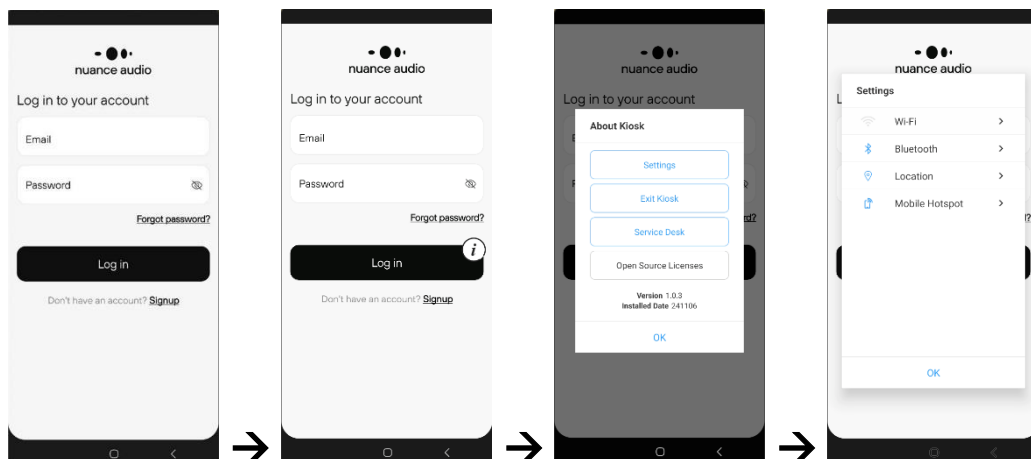 nuance audio
Log in to your account
Email
Password
Forgot password?
Log in
Don't have an account? Signup
nuance audio
Log in to your account
Email
Password
Forgot password?
i
Log in
Don't have an account? Signup
nuance audio
Log in to your account
About Kiosk
Settings
Exit Kiosk
Service Desk
Open Source Licenses
Version 1.0.3
Installed Date 241106
OK
nuance audio
Settings
Wi-Fi
Bluetooth
Location
Mobile Hotspot
OK